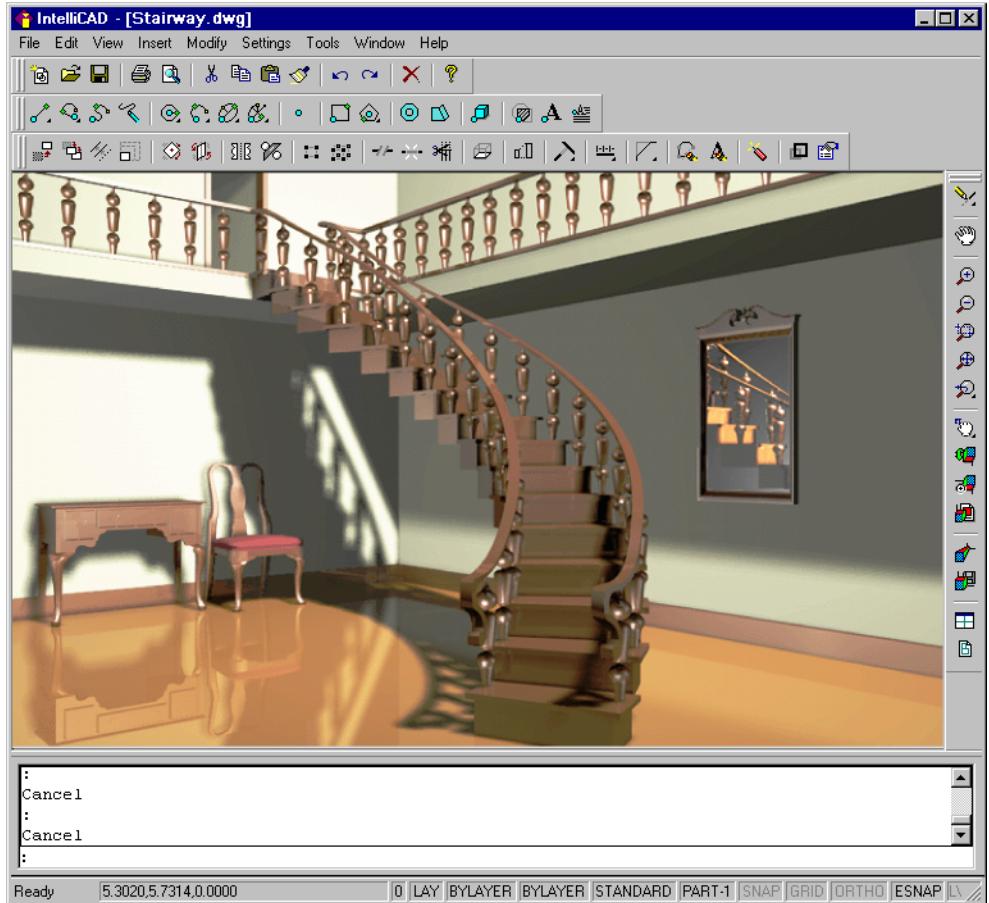 IntelliCAD - [Stairway.dwg]
File Edit View Insert Modify Settings Tools Window Help
:
Cancel
:
Cancel
:
Ready 5.3020,5.7314,0.0000 0 LAY BYLAYER BYLAYER STANDARD PART-1 SNAP GRID ORTHO ESNAP